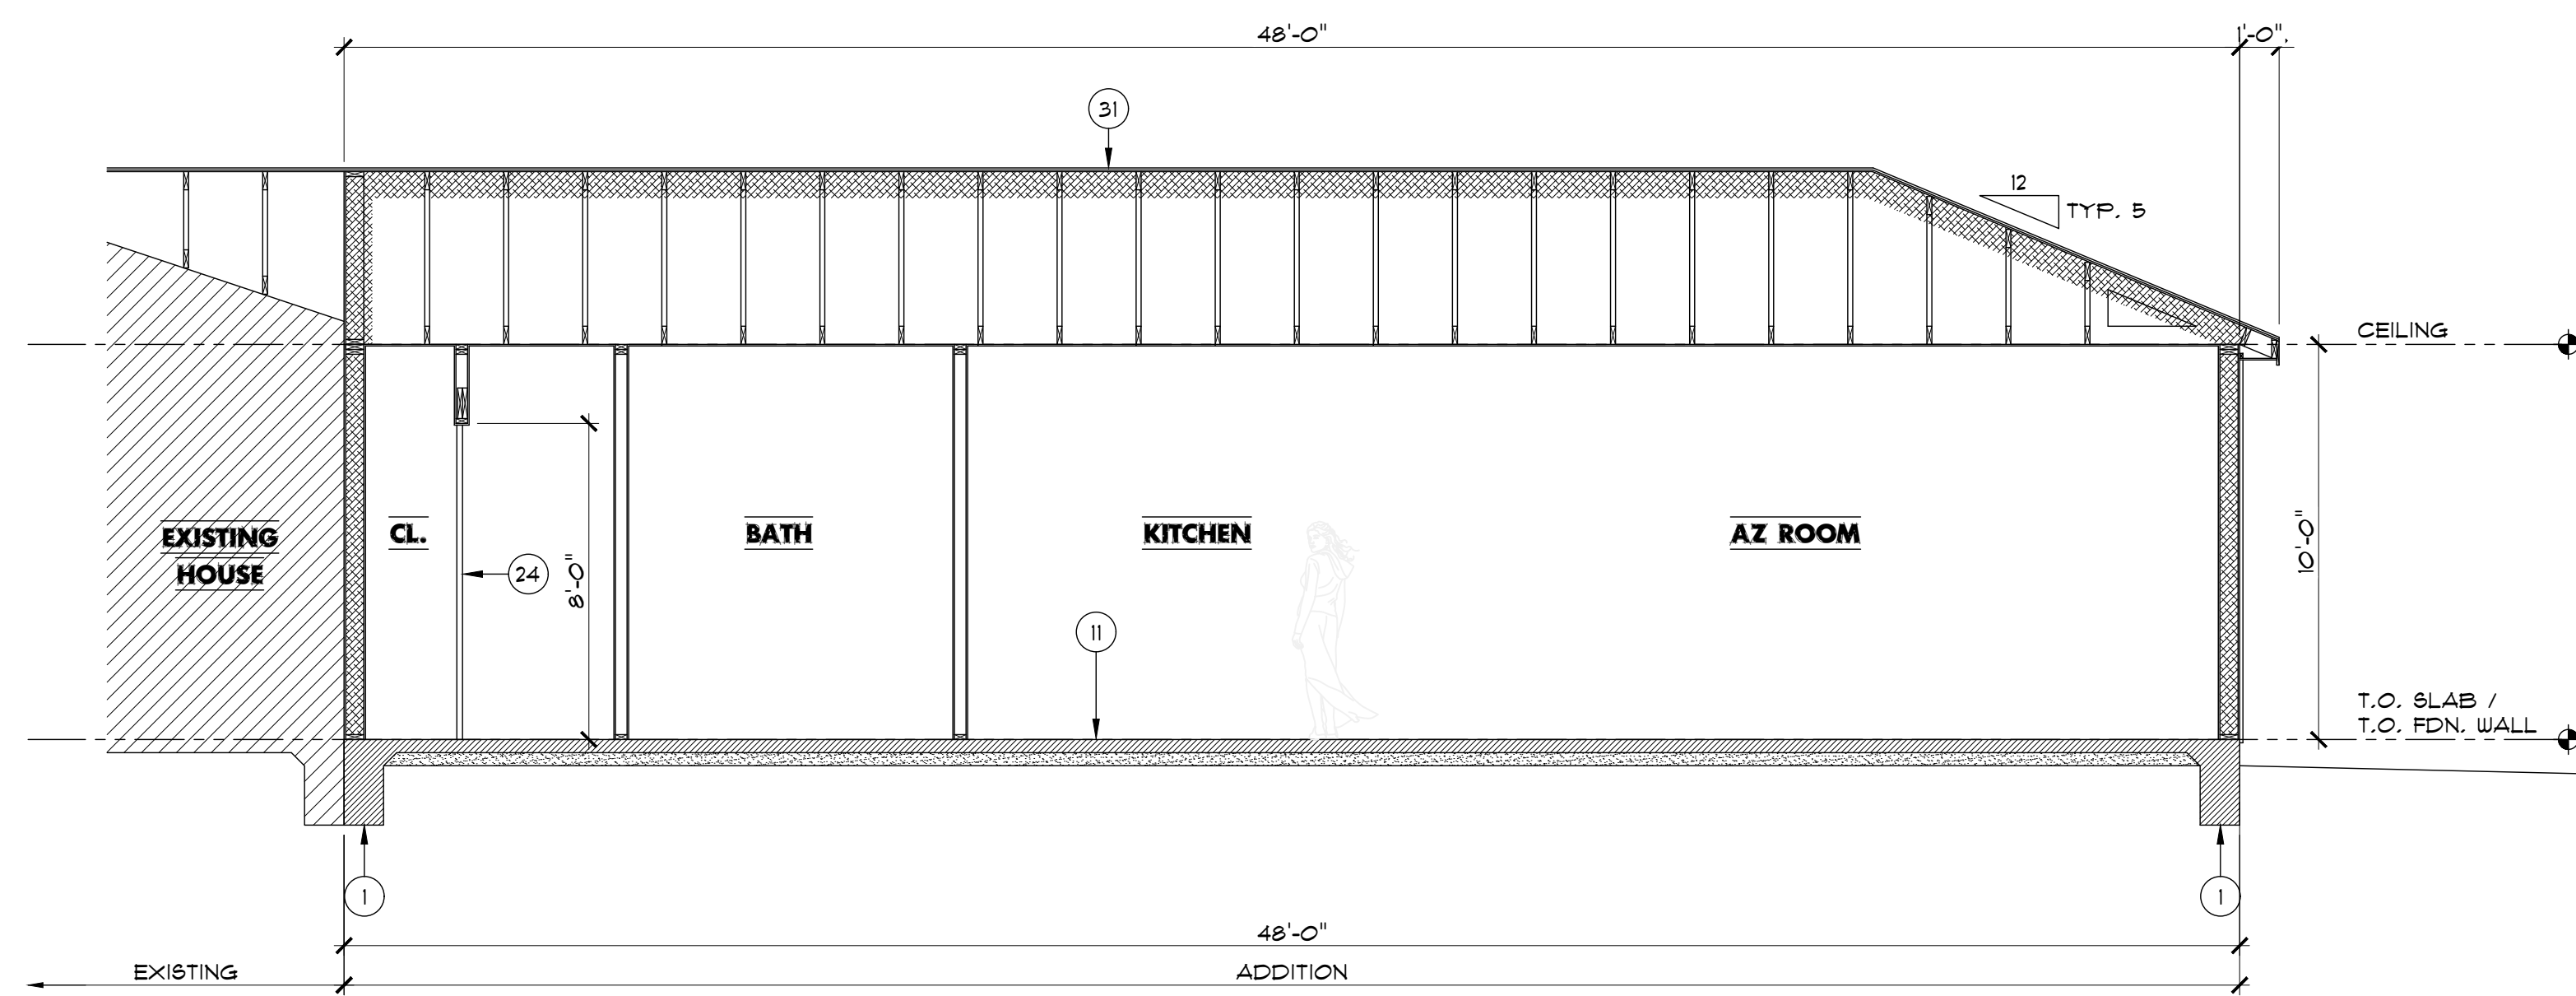 48'-0"
1'-0"
31
12
TYP. 5
CEILING
EXISTING
HOUSE
CL.
24
8'-0"
BATH
KITCHEN
AZ ROOM
10'-0"
11
T.O. SLAB /
T.O. FDN. WALL
1
1
48'-0"
EXISTING
ADDITION